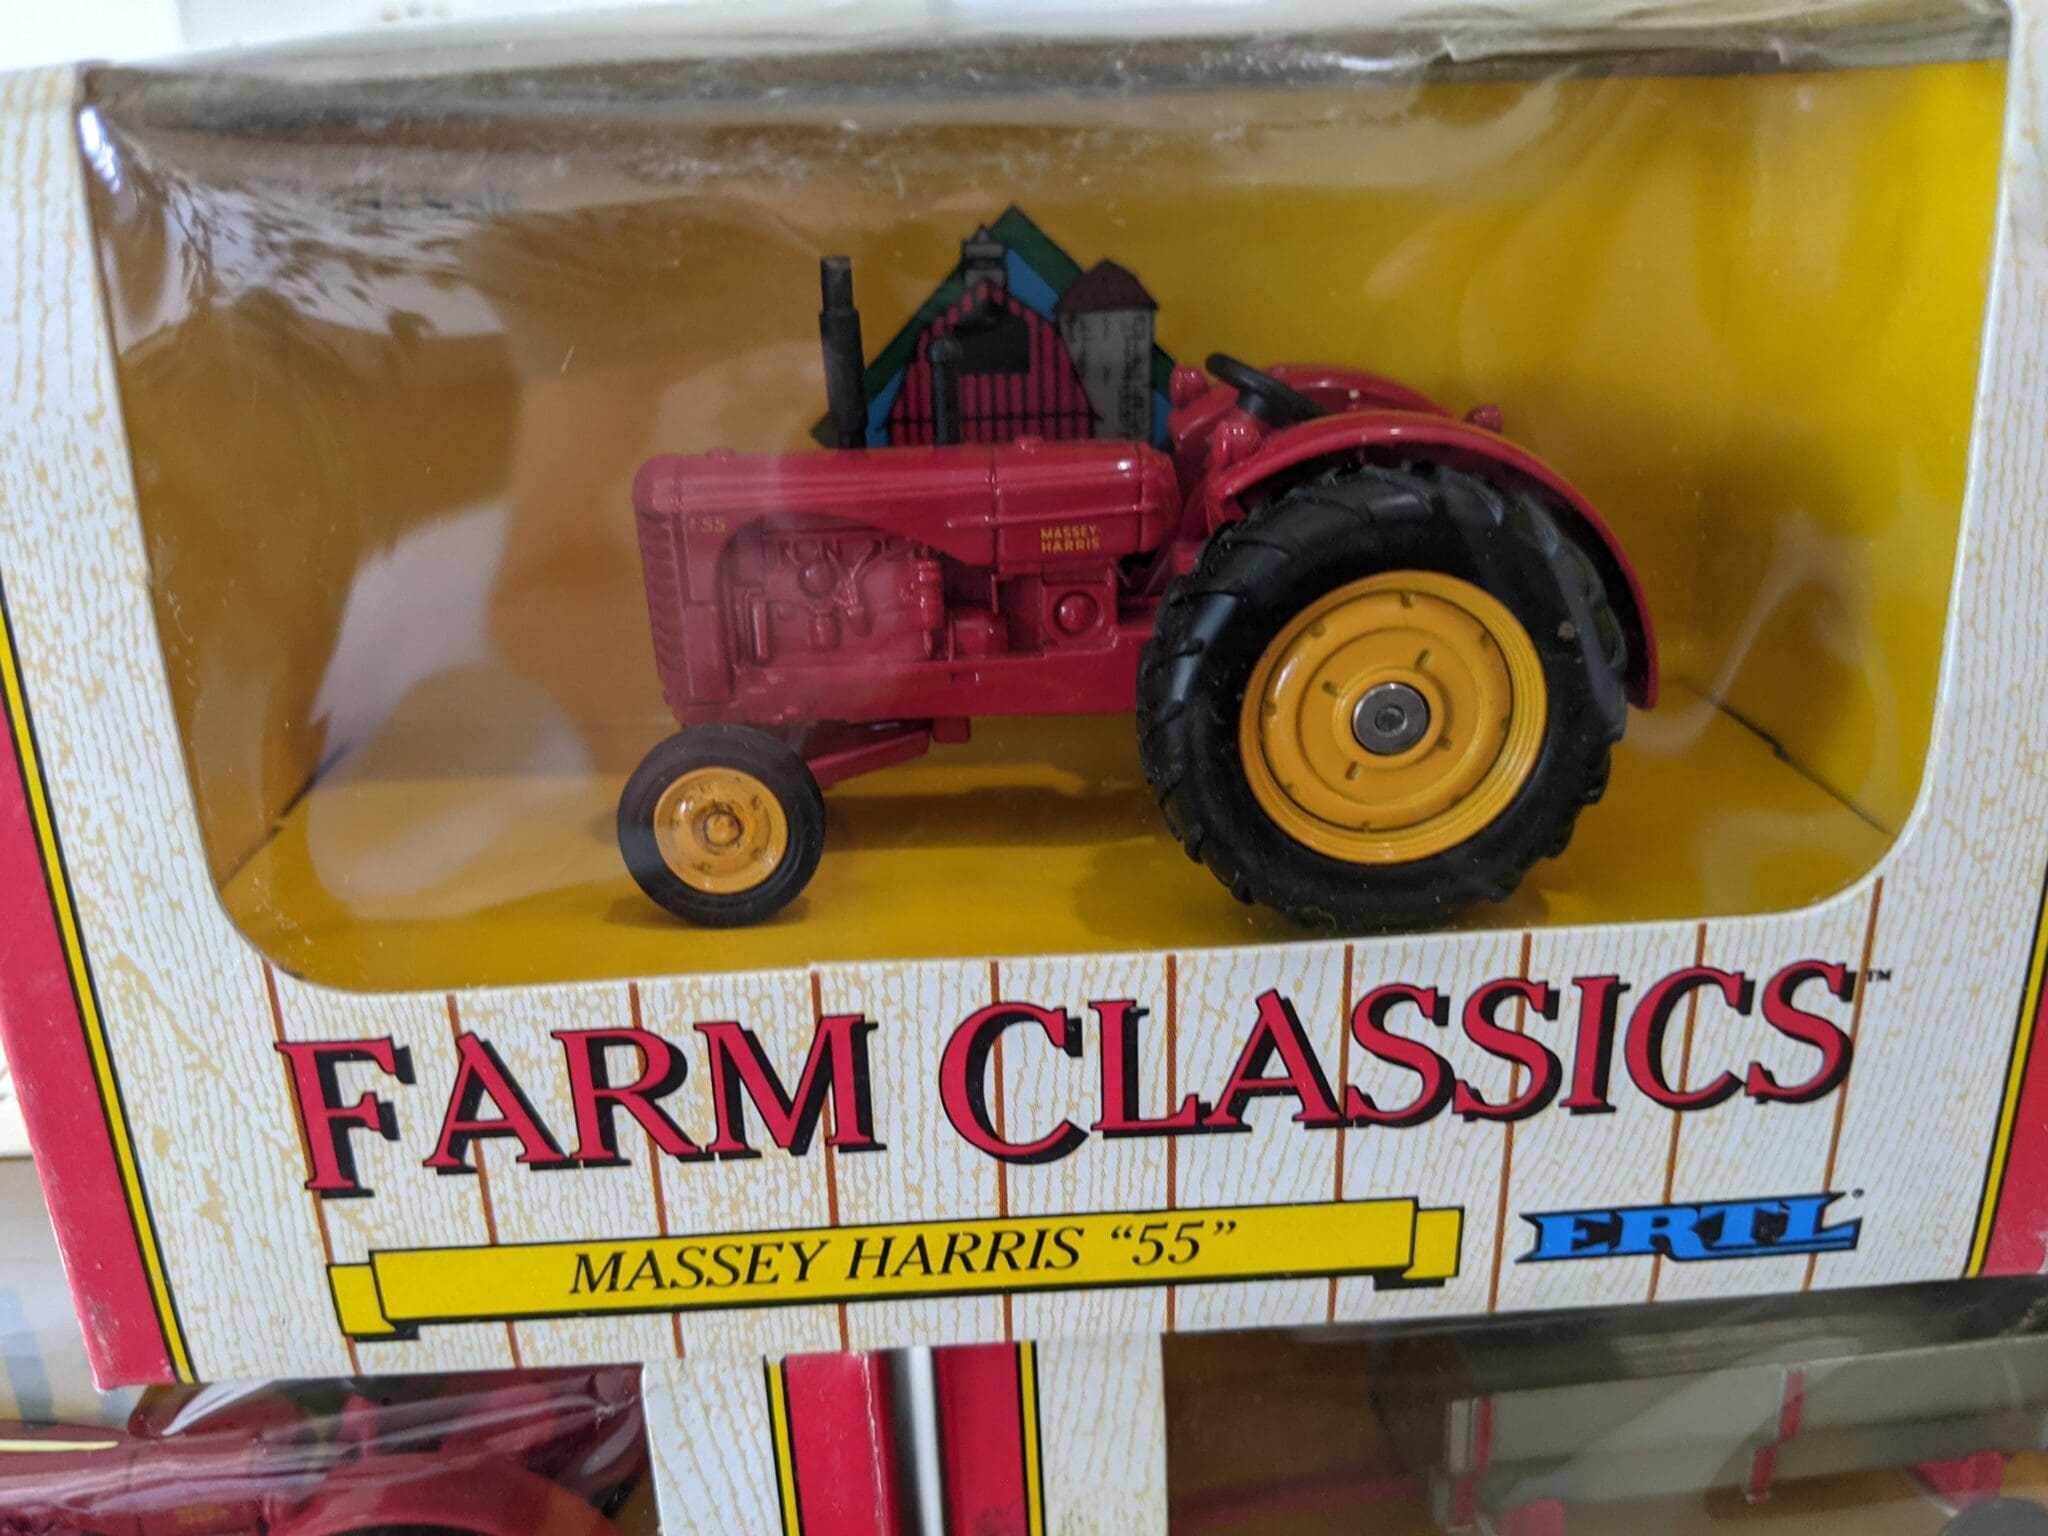 55
MASSEY-
HARRIS
FARM CLASSICS™
MASSEY HARRIS “55”
ERTL®